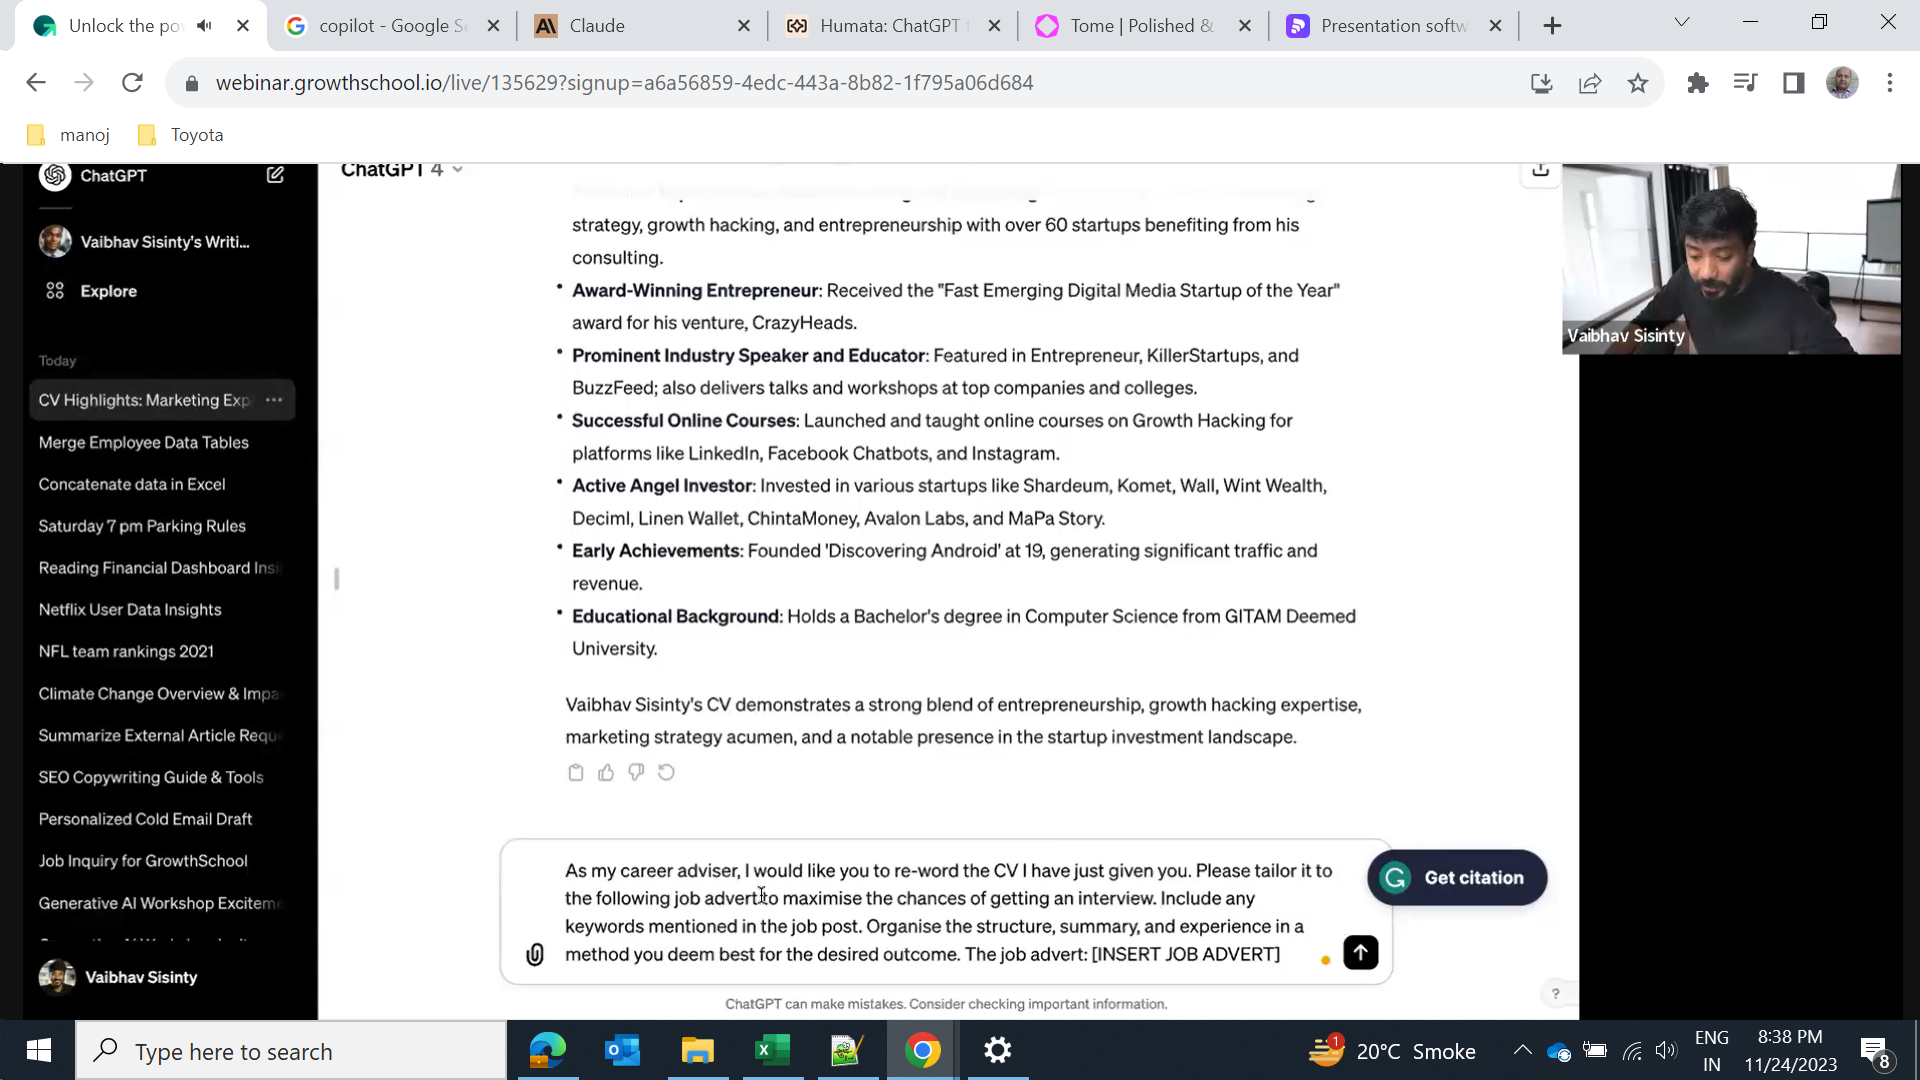 Unlock the po
copilot - Google Se
Claude
Humata: ChatGPT f
Tome | Polished &
Presentation softw
webinar.growthschool.io/live/135629?signup=a6a56859-4edc-443a-8b82-1f795a06d684
manoj
Toyota
ChatGPT
ChatGPT 4
Vaibhav Sisinty's Writi...
Explore
Today
CV Highlights: Marketing Exp
Merge Employee Data Tables
Concatenate data in Excel
Saturday 7 pm Parking Rules
Reading Financial Dashboard Insi
Netflix User Data Insights
NFL team rankings 2021
Climate Change Overview & Impa
Summarize External Article Reque
SEO Copywriting Guide & Tools
Personalized Cold Email Draft
Job Inquiry for GrowthSchool
Generative AI Workshop Exciteme
Vaibhav Sisinty
strategy, growth hacking, and entrepreneurship with over 60 startups benefiting from his
consulting.
• Award-Winning Entrepreneur: Received the "Fast Emerging Digital Media Startup of the Year"
award for his venture, CrazyHeads.
• Prominent Industry Speaker and Educator: Featured in Entrepreneur, KillerStartups, and
BuzzFeed; also delivers talks and workshops at top companies and colleges.
• Successful Online Courses: Launched and taught online courses on Growth Hacking for
platforms like LinkedIn, Facebook Chatbots, and Instagram.
• Active Angel Investor: Invested in various startups like Shardeum, Komet, Wall, Wint Wealth,
Deciml, Linen Wallet, ChintaMoney, Avalon Labs, and MaPa Story.
• Early Achievements: Founded 'Discovering Android' at 19, generating significant traffic and
revenue.
• Educational Background: Holds a Bachelor's degree in Computer Science from GITAM Deemed
University.
Vaibhav Sisinty's CV demonstrates a strong blend of entrepreneurship, growth hacking expertise,
marketing strategy acumen, and a notable presence in the startup investment landscape.
As my career adviser, I would like you to re-word the CV I have just given you. Please tailor it to
the following job advert to maximise the chances of getting an interview. Include any
keywords mentioned in the job post. Organise the structure, summary, and experience in a
method you deem best for the desired outcome. The job advert: [INSERT JOB ADVERT]
Get citation
ChatGPT can make mistakes. Consider checking important information.
?
Vaibhav Sisinty
Type here to search
1
20°C Smoke
ENG
IN
8:38 PM
11/24/2023
8